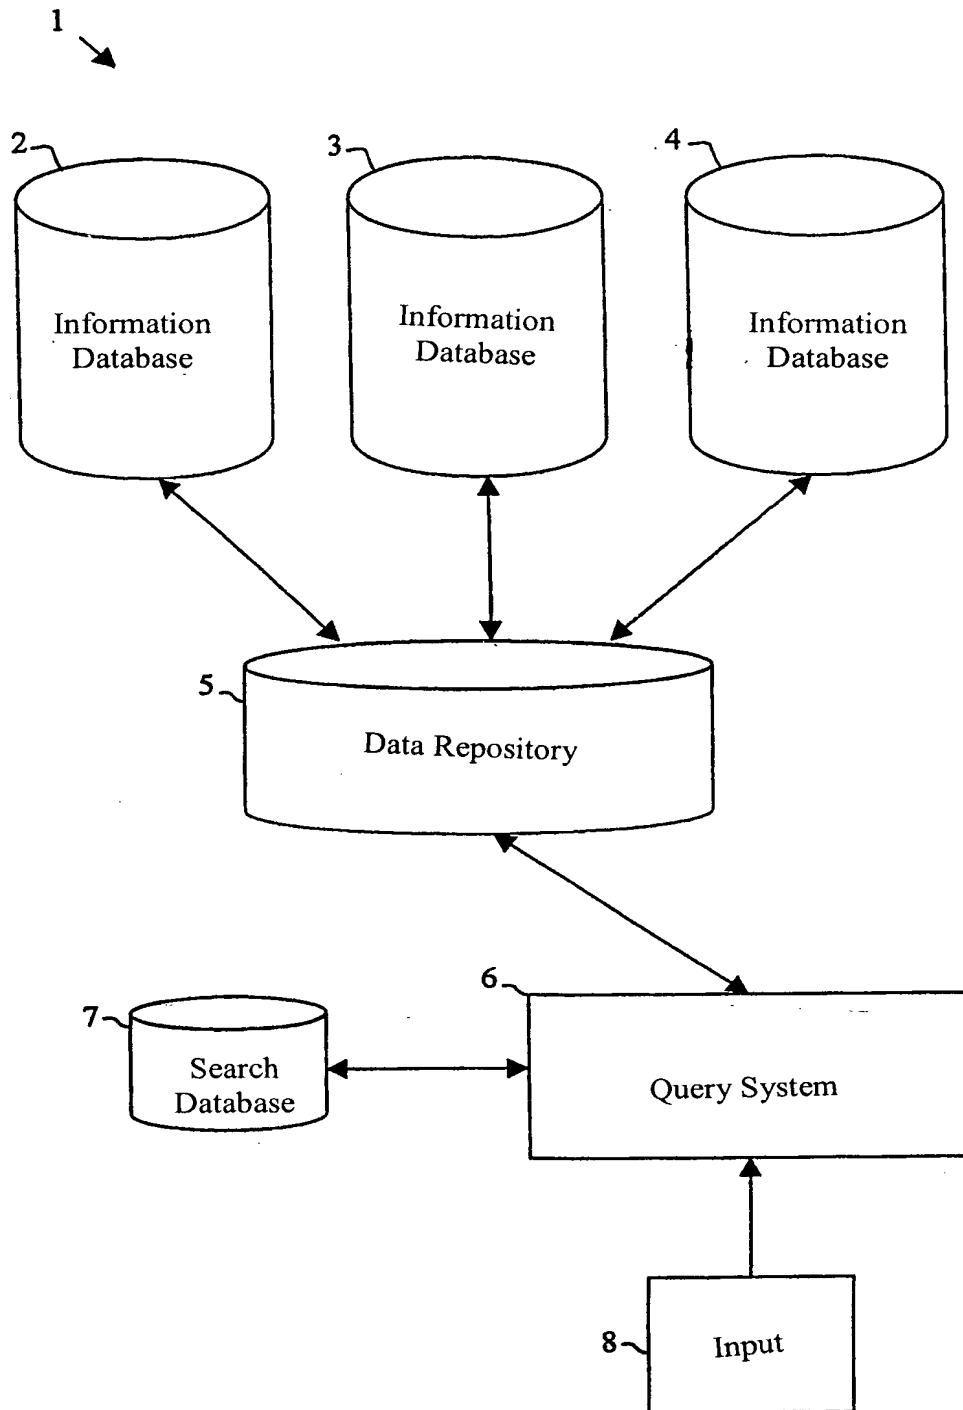 1
2
3
4
Information
Database
Information
Database
Information
Database
5
Data Repository
6
7
Search
Database
Query System
8
Input